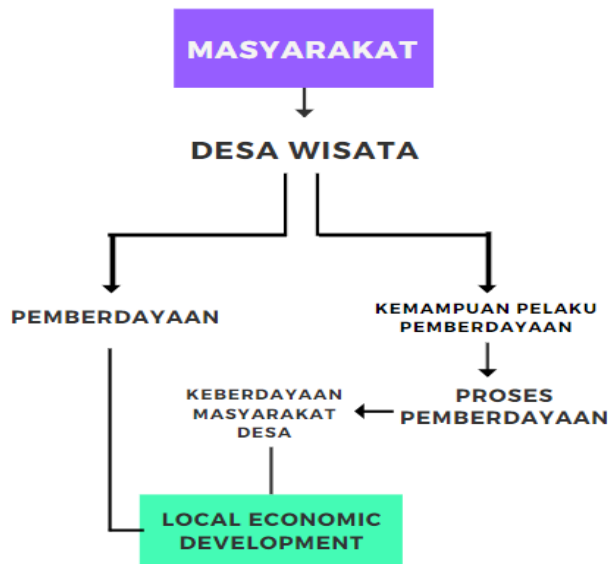 MASYARAKAT
DESA WISATA
PEMBERDAYAAN
KEMAMPUAN PELAKU
PEMBERDAYAAN
PROSES
PEMBERDAYAAN
KEBERDAYAAN
MASYARAKAT
DESA
LOCAL ECONOMIC
DEVELOPMENT